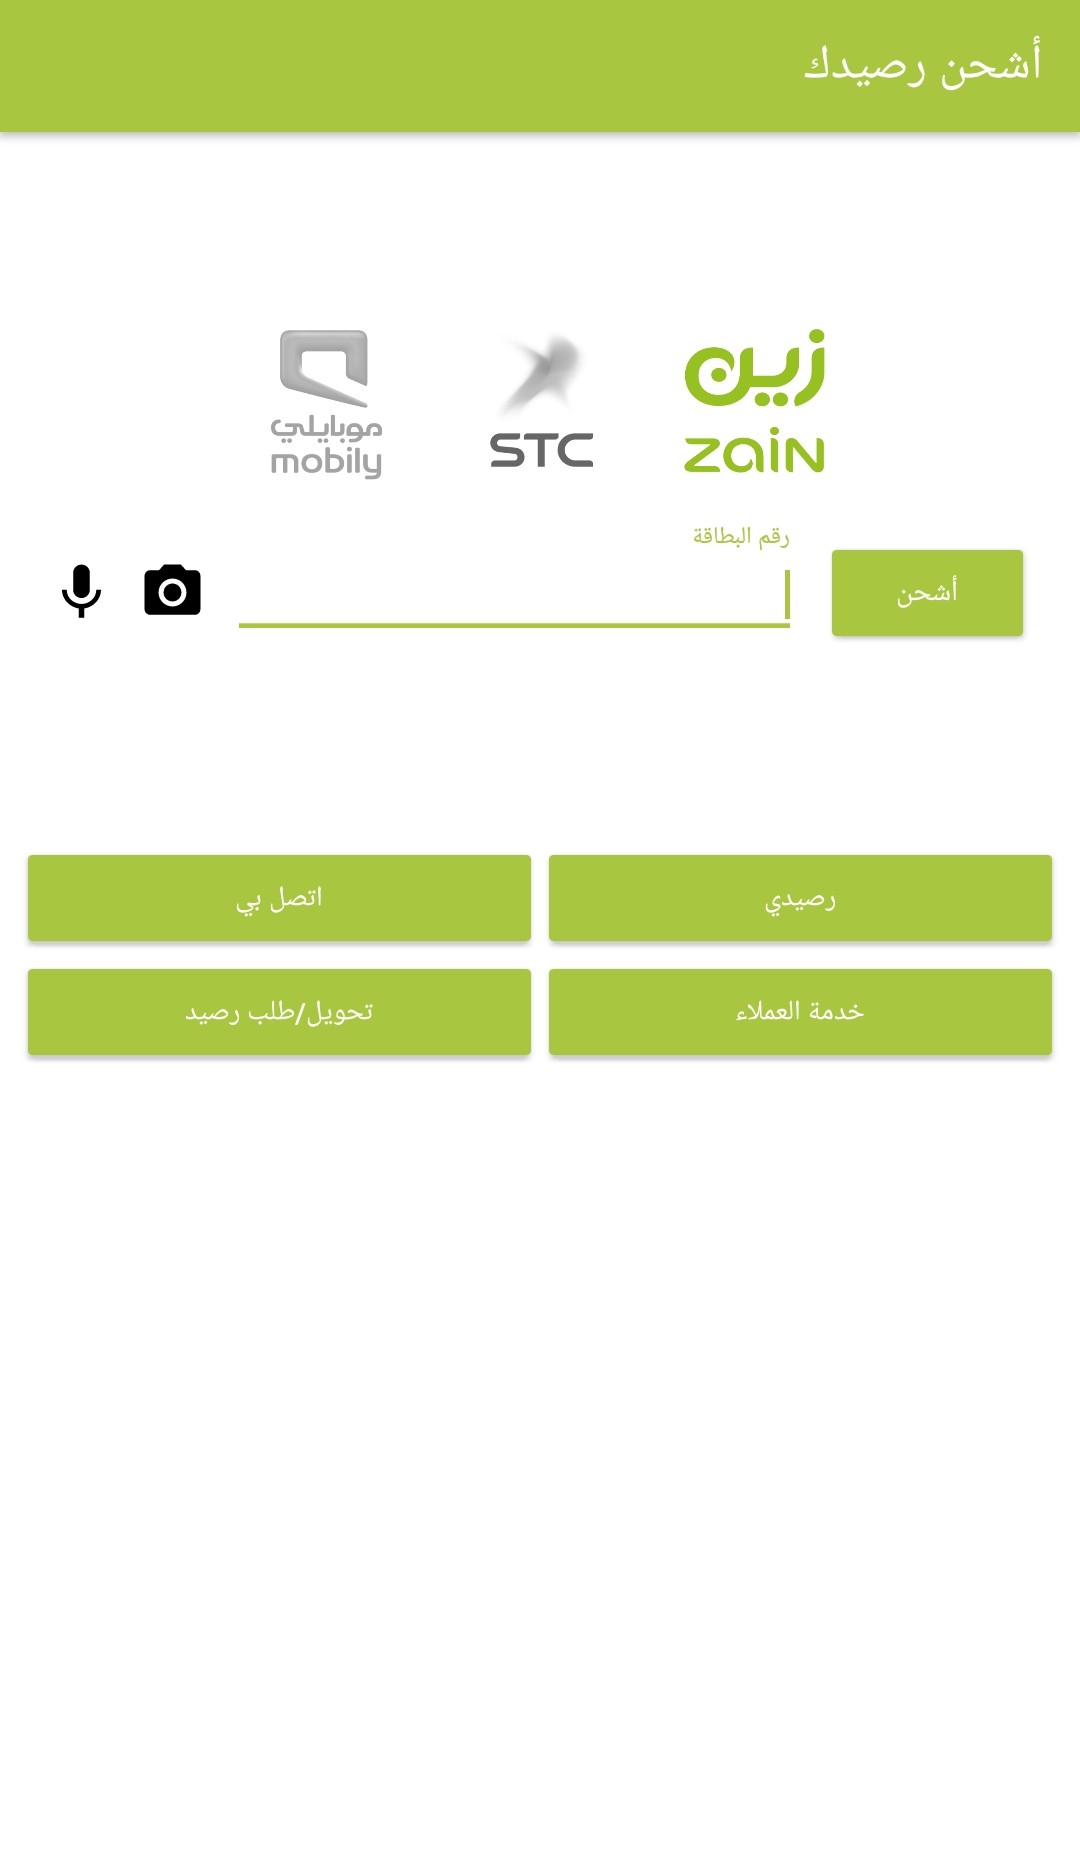 أشحن رصيدك
زين
zain
STC
موبايلي
mobily
رقم البطاقة
أشحن
رصيدي
اتصل بي
خدمة العملاء
تحويل/طلب رصيد